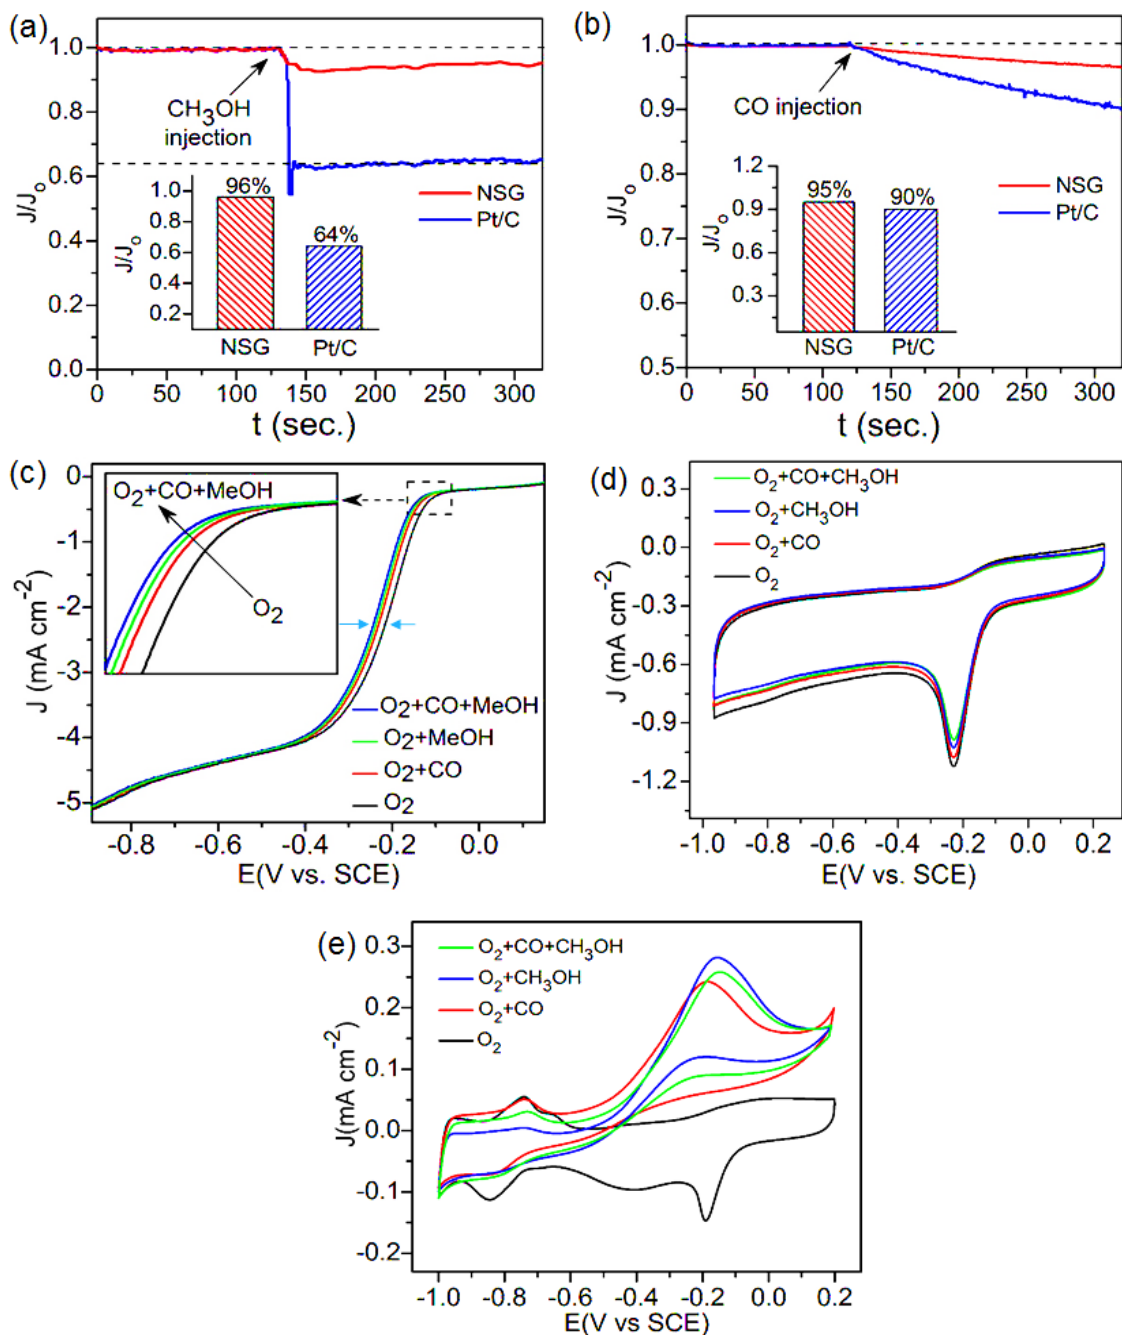 (a)
1.0
0.8
0.6
0.4
0.2
0.0
J/J₀
CH₃OH
injection
1.0
0.8
0.6
0.4
0.2
J/J₀
96%
64%
NSG
Pt/C
NSG
Pt/C
0
50
100
150
200
250
300
t (sec.)
(b)
1.0
0.9
0.8
0.7
0.6
0.5
J/J₀
CO injection
1.2
0.9
0.6
0.3
J/J₀
95%
90%
NSG
Pt/C
NSG
Pt/C
0
50
100
150
200
250
300
t (sec.)
(c)
0
-1
-2
-3
-4
-5
J (mA cm⁻²)
O₂+CO+MeOH
O₂
O₂+CO+MeOH
O₂+MeOH
O₂+CO
O₂
-0.8
-0.6
-0.4
-0.2
0.0
E(V vs. SCE)
(d)
0.3
0.0
-0.3
-0.6
-0.9
-1.2
J (mA cm⁻²)
O₂+CO+CH₃OH
O₂+CH₃OH
O₂+CO
O₂
-1.0
-0.8
-0.6
-0.4
-0.2
0.0
0.2
E(V vs. SCE)
(e)
0.3
0.2
0.1
0.0
-0.1
-0.2
J(mA cm⁻²)
O₂+CO+CH₃OH
O₂+CH₃OH
O₂+CO
O₂
-1.0
-0.8
-0.6
-0.4
-0.2
0.0
0.2
E(V vs SCE)